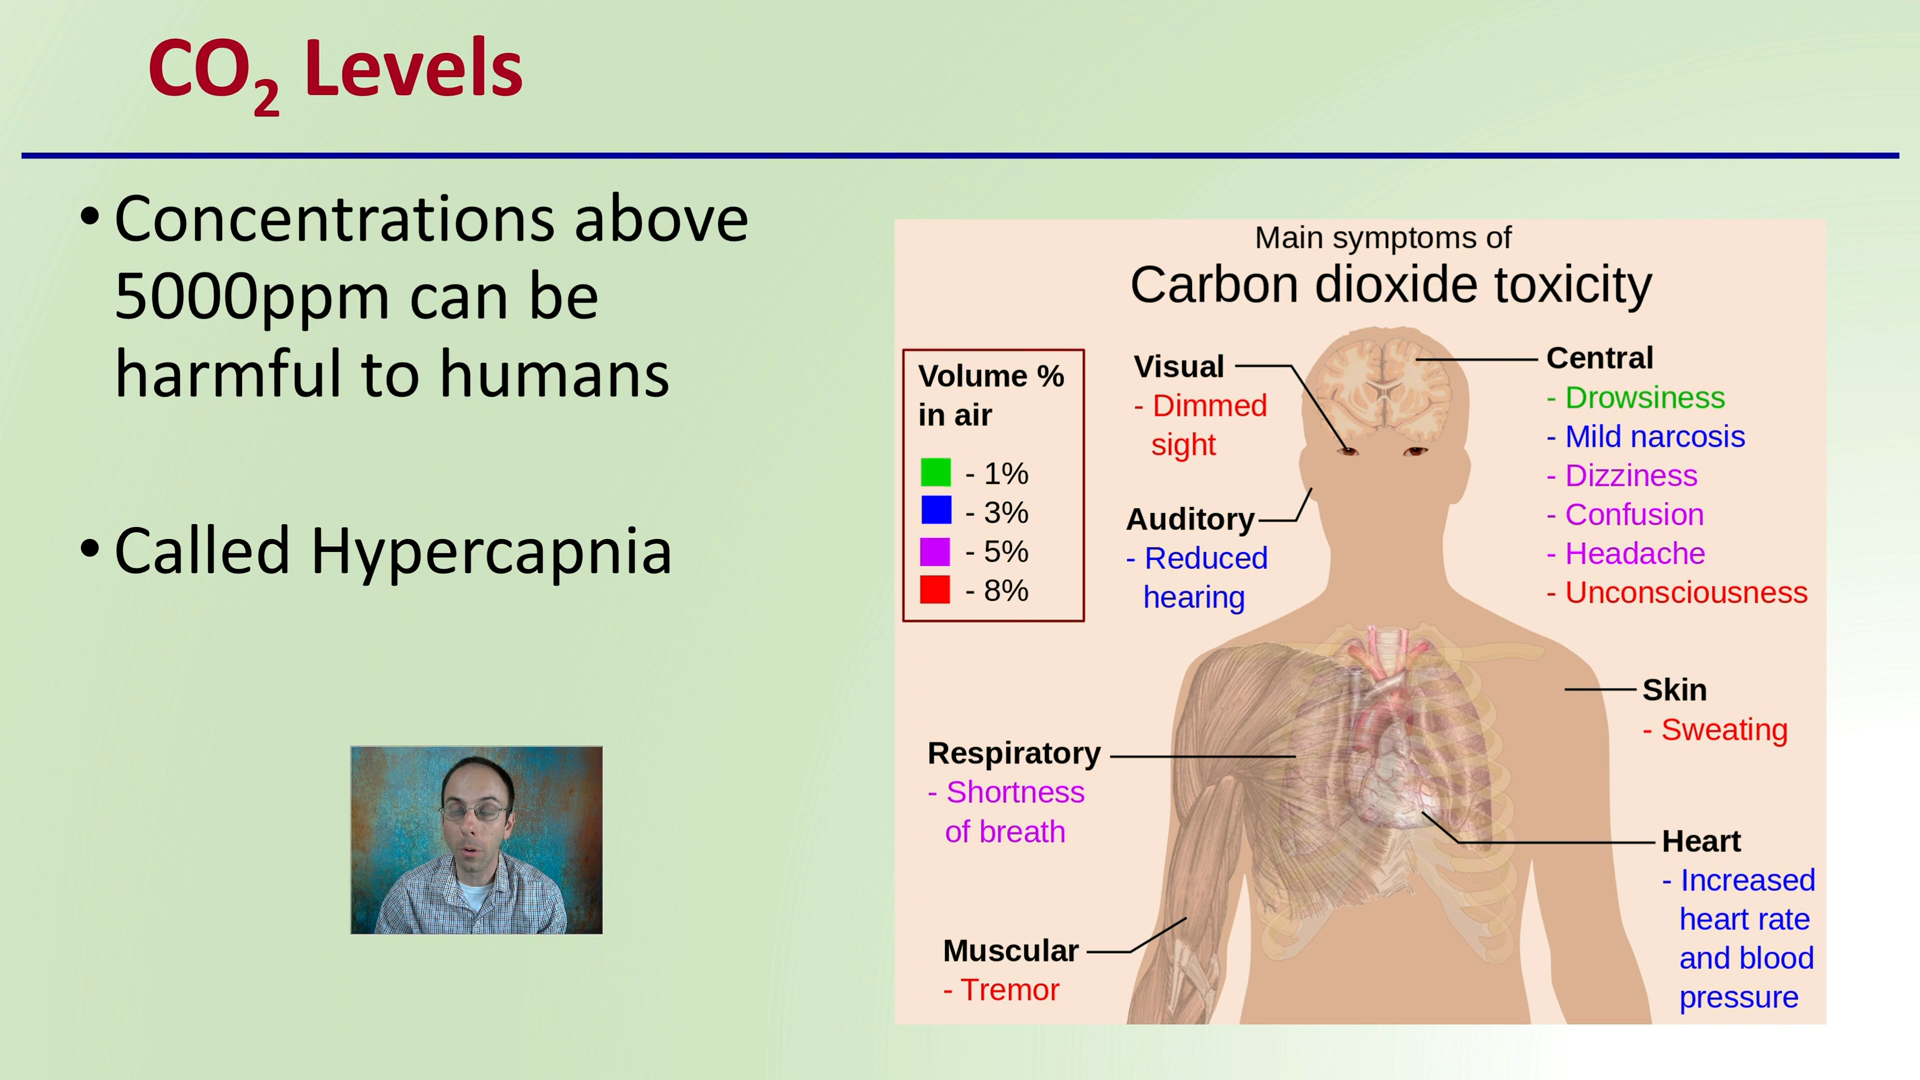 CO₂ Levels
• Concentrations above
5000ppm can be
harmful to humans
• Called Hypercapnia
Main symptoms of
Carbon dioxide toxicity
Volume %
in air
- 1%
- 3%
- 5%
- 8%
Visual
- Dimmed
sight
Auditory
- Reduced
hearing
Central
- Drowsiness
- Mild narcosis
- Dizziness
- Confusion
- Headache
- Unconsciousness
Skin
- Sweating
Respiratory
- Shortness
of breath
Heart
- Increased
heart rate
and blood
pressure
Muscular
- Tremor